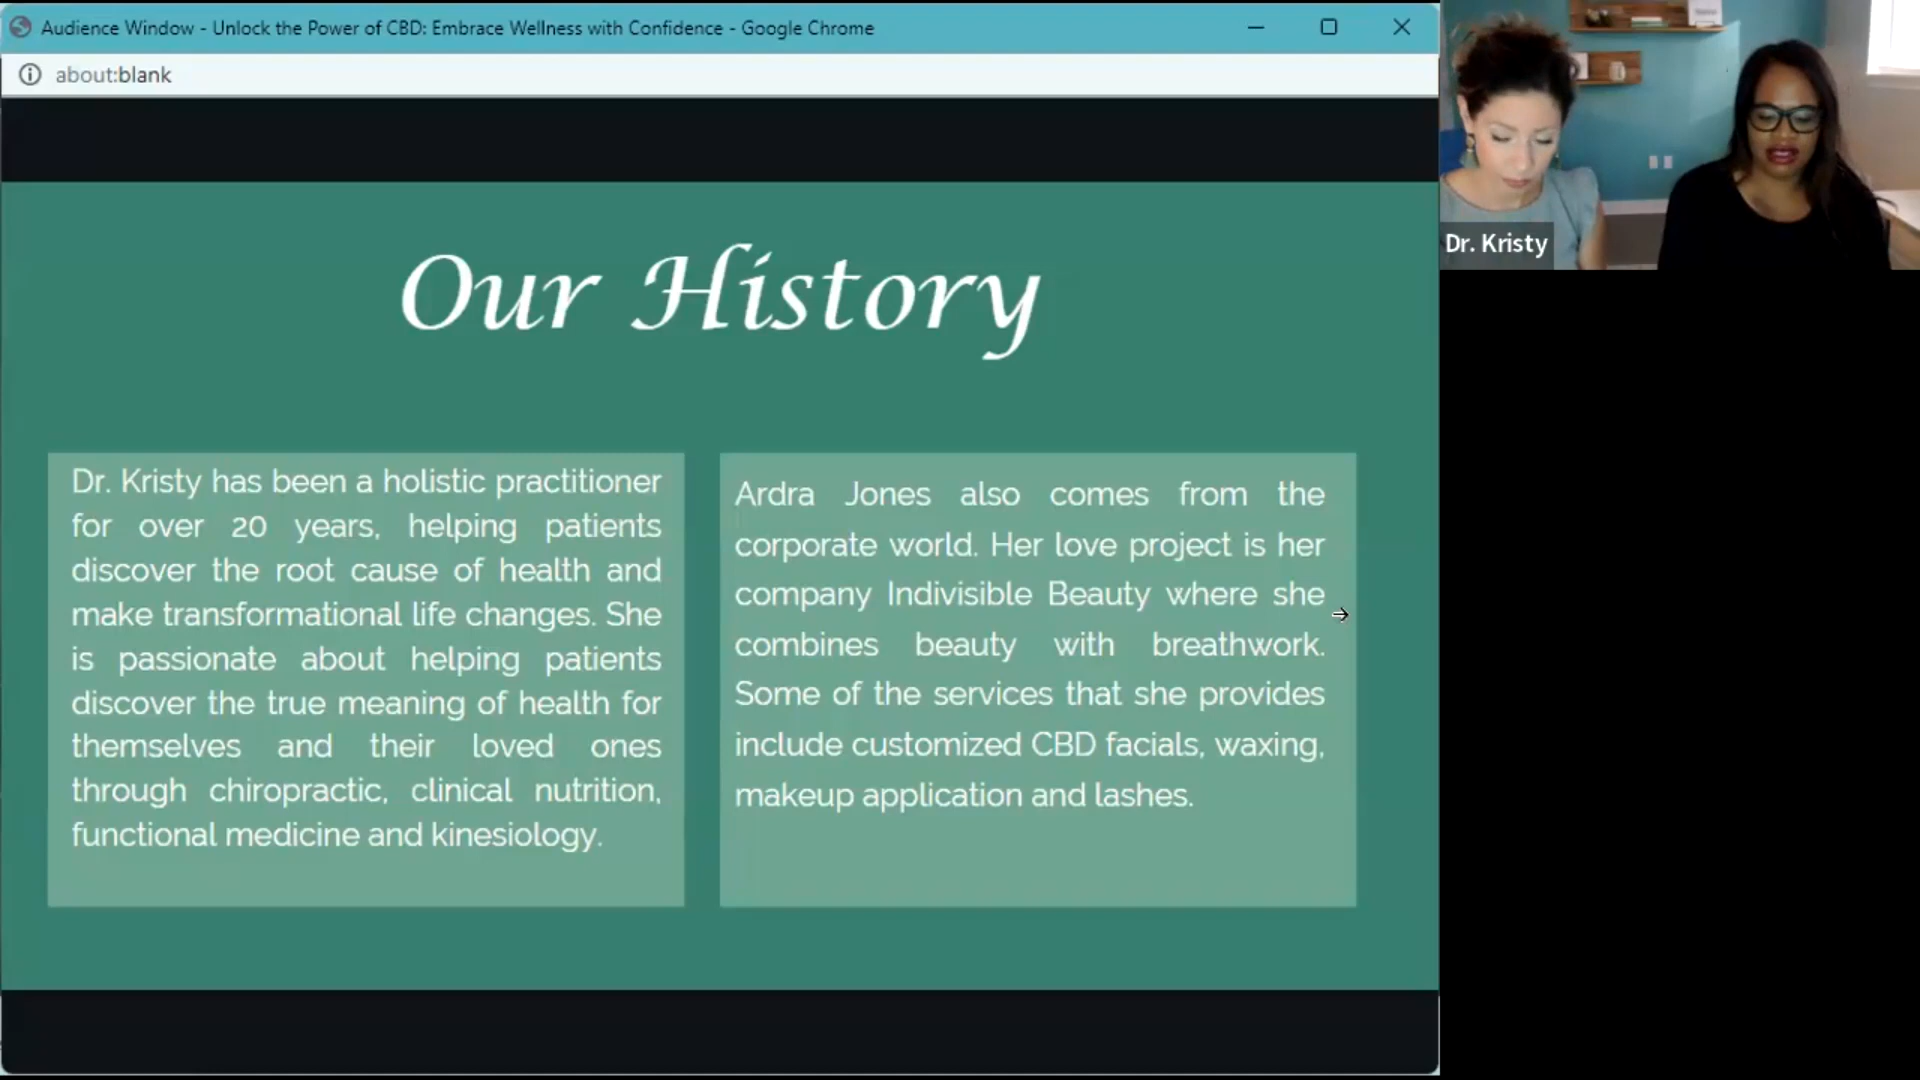 Audience Window - Unlock the Power of CBD: Embrace Wellness with Confidence - Google Chrome
about:blank
Our History
Dr. Kristy has been a holistic practitioner
for over 20 years, helping patients
discover the root cause of health and
make transformational life changes. She
is passionate about helping patients
discover the true meaning of health for
themselves and their loved ones
through chiropractic, clinical nutrition,
functional medicine and kinesiology.
Ardra Jones also comes from the
corporate world. Her love project is her
company Indivisible Beauty where she
combines beauty with breathwork.
Some of the services that she provides
include customized CBD facials, waxing,
makeup application and lashes.
Dr. Kristy